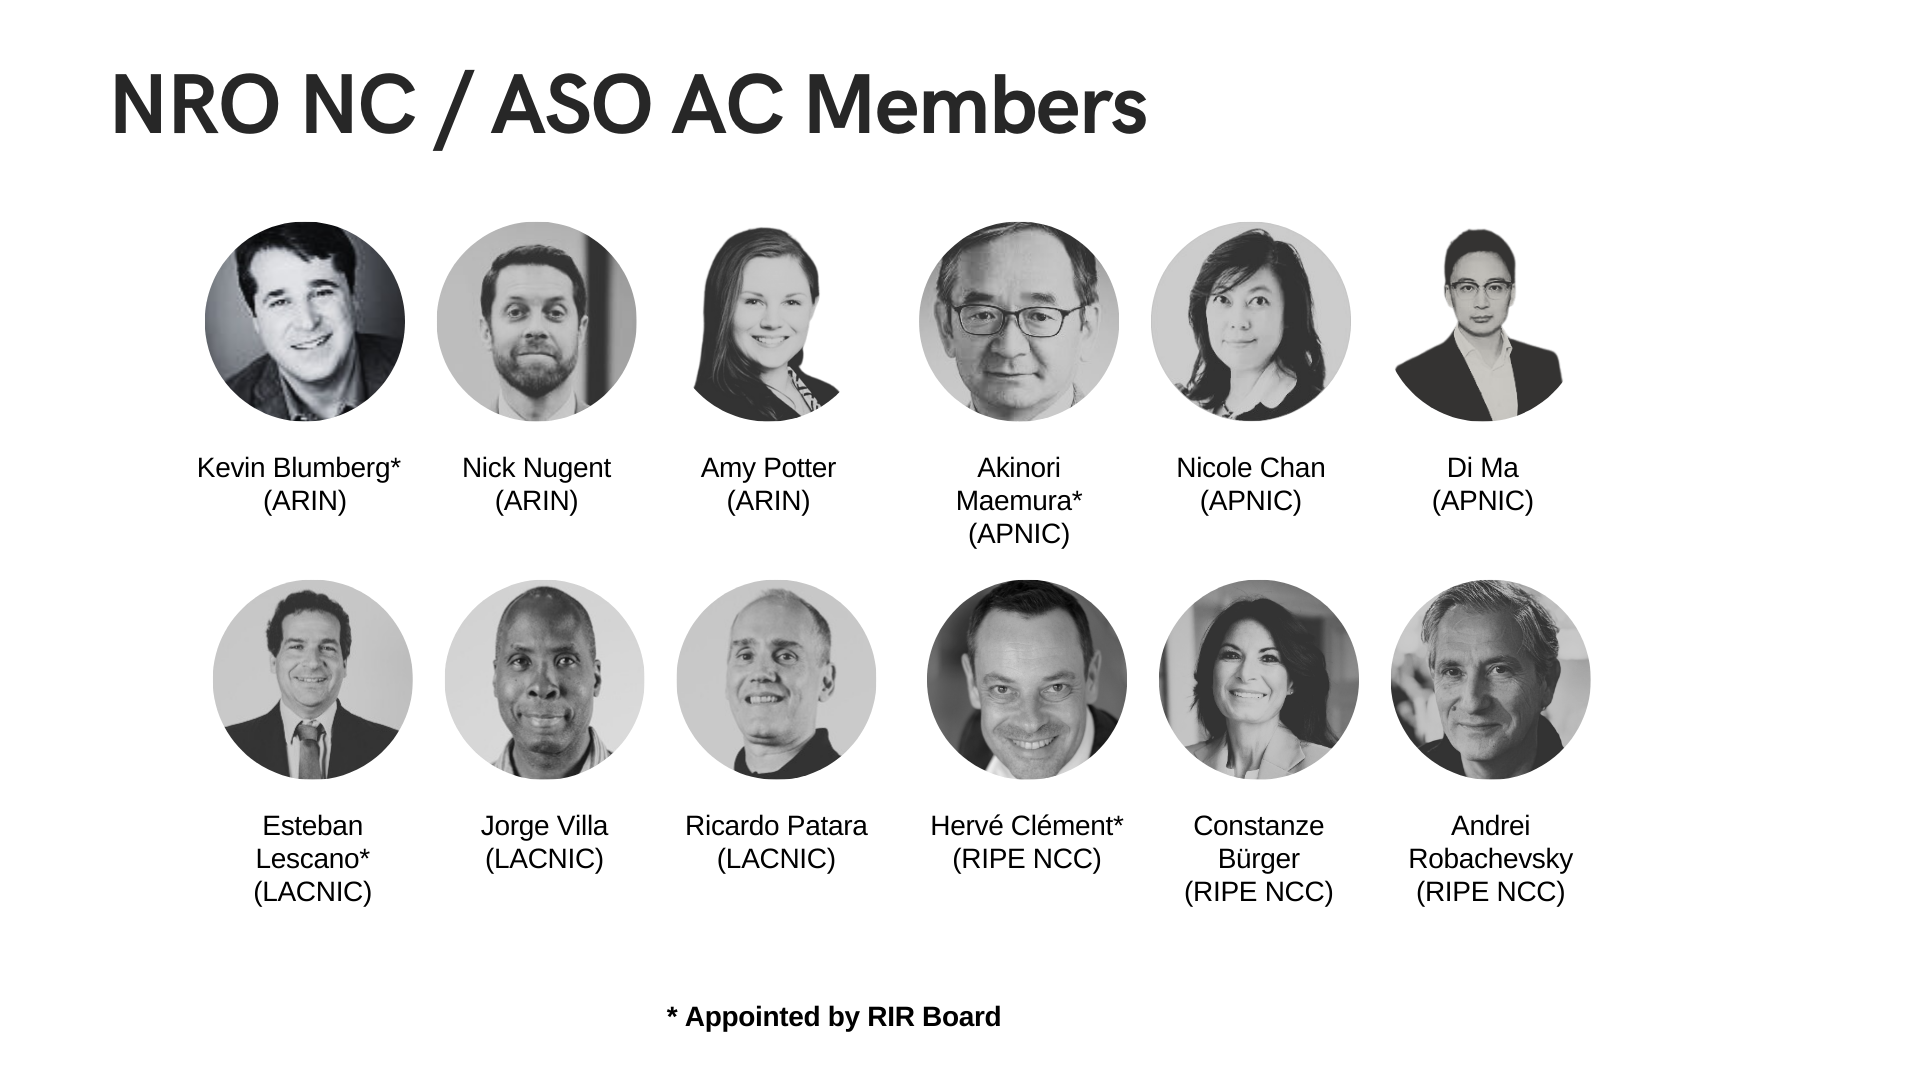 NRO NC / ASO AC Members
Kevin Blumberg*
(ARIN)
Nick Nugent
(ARIN)
Amy Potter
(ARIN)
Akinori
Maemura*
(APNIC)
Nicole Chan
(APNIC)
Di Ma
(APNIC)
Esteban
Lescano*
(LACNIC)
Jorge Villa
(LACNIC)
Ricardo Patara
(LACNIC)
Hervé Clément*
(RIPE NCC)
Constanze
Bürger
(RIPE NCC)
Andrei
Robachevsky
(RIPE NCC)
* Appointed by RIR Board